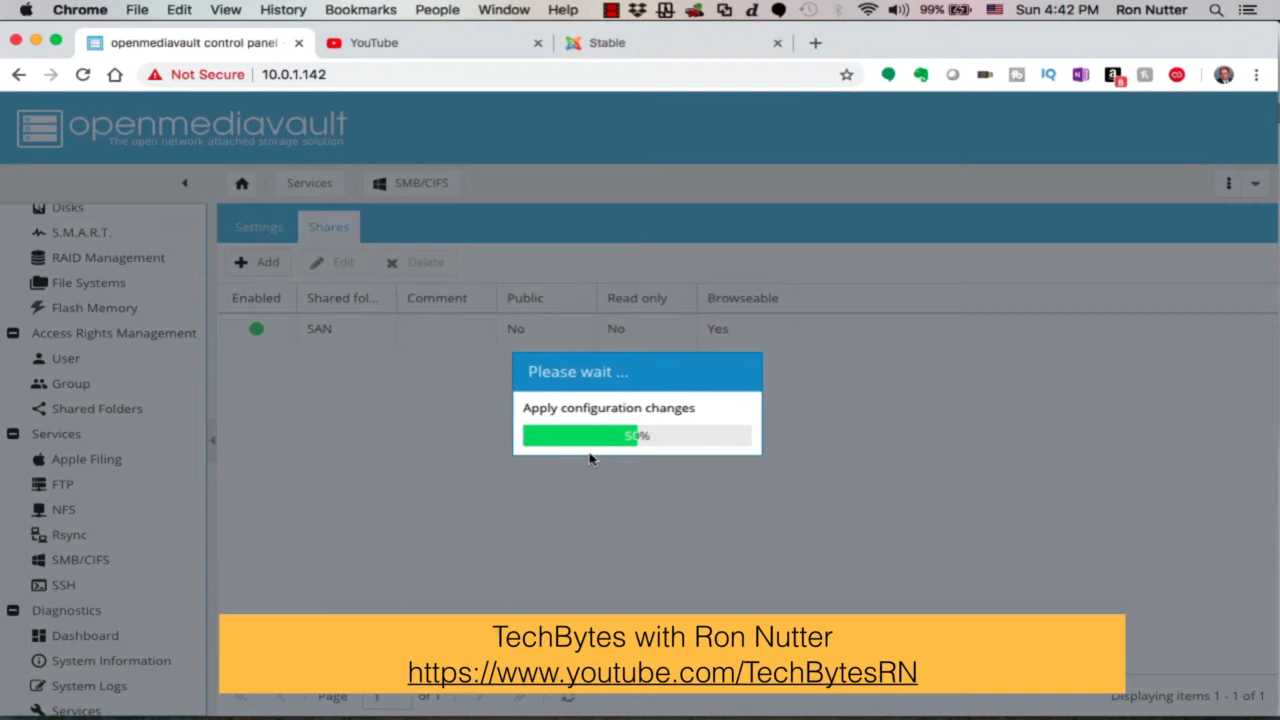 Chrome File Edit View History Bookmarks People Window Help 99% Sun 4:42 PM Ron Nutter
openmediavault control panel YouTube Stable
Not Secure 10.0.1.142
openmediavault
The open network attached storage solution
Services SMB/CIFS
Disks
S.M.A.R.T.
RAID Management
File Systems
Flash Memory
Access Rights Management
User
Group
Shared Folders
Services
Apple Filing
FTP
NFS
Rsync
SMB/CIFS
SSH
Diagnostics
Dashboard
System Information
System Logs
Services
Settings Shares
Add Edit Delete
Enabled Shared fol... Comment Public Read only Browseable
SAN No No Yes
Please wait ...
Apply configuration changes
50%
TechBytes with Ron Nutter
https://www.youtube.com/TechBytesRN
Page 1 of 1 Displaying items 1 - 1 of 1